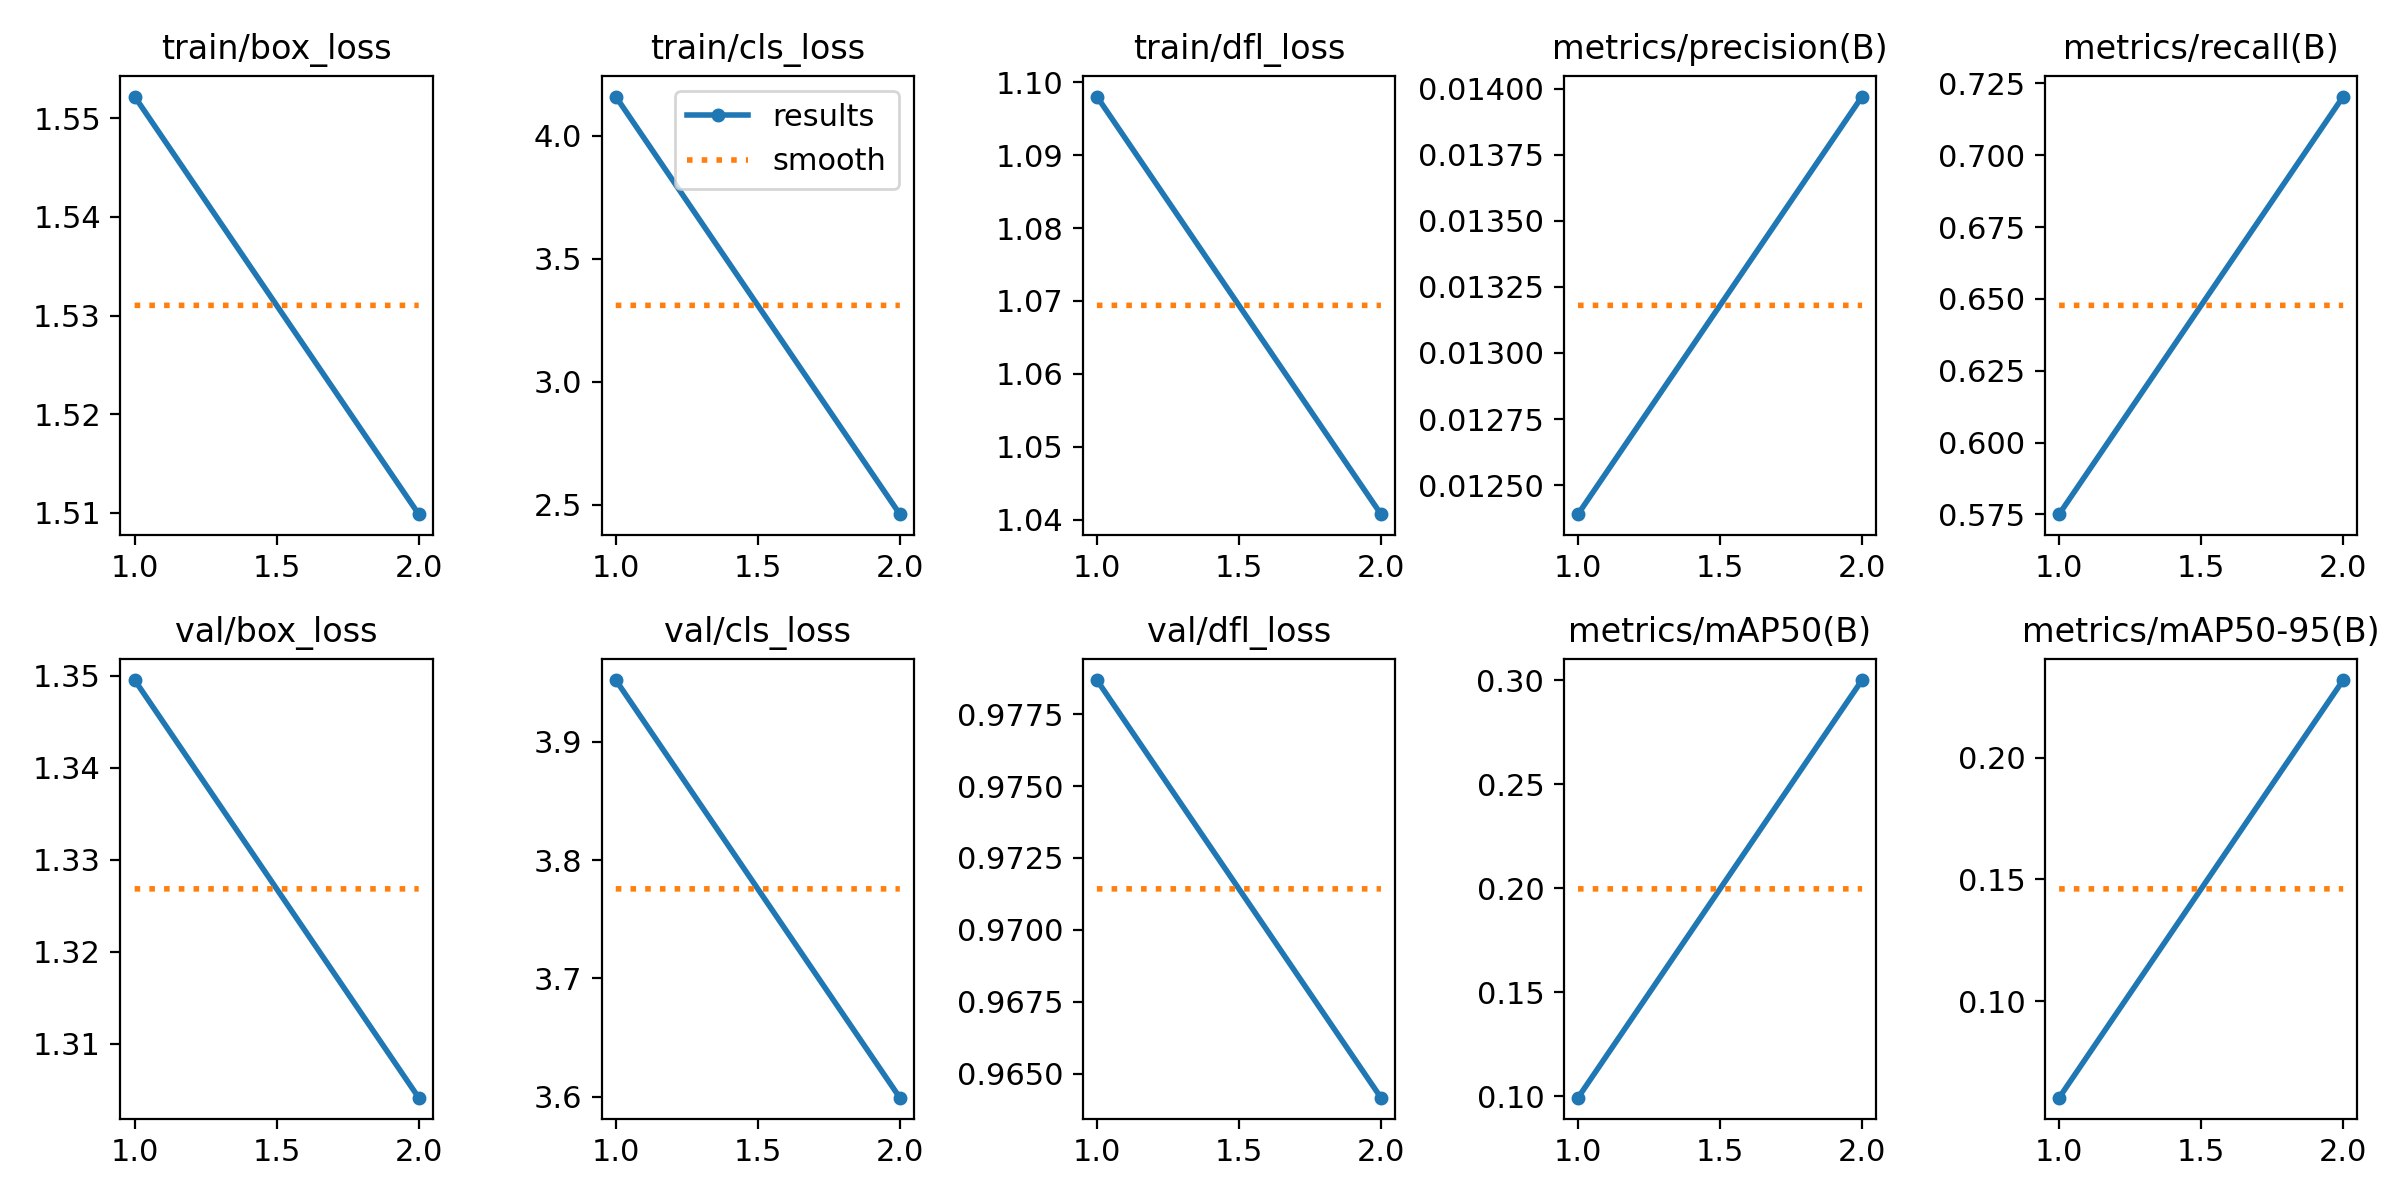 train/box_loss
1.55
1.54
1.53
1.52
1.51
1.0 1.5 2.0
train/cls_loss
results
smooth
4.0
3.5
3.0
2.5
1.0 1.5 2.0
train/dfl_loss
1.10
1.09
1.08
1.07
1.06
1.05
1.04
1.0 1.5 2.0
metrics/precision(B)
0.01400
0.01375
0.01350
0.01325
0.01300
0.01275
0.01250
1.0 1.5 2.0
metrics/recall(B)
0.725
0.700
0.675
0.650
0.625
0.600
0.575
1.0 1.5 2.0
val/box_loss
1.35
1.34
1.33
1.32
1.31
1.0 1.5 2.0
val/cls_loss
3.9
3.8
3.7
3.6
1.0 1.5 2.0
val/dfl_loss
0.9775
0.9750
0.9725
0.9700
0.9675
0.9650
1.0 1.5 2.0
metrics/mAP50(B)
0.30
0.25
0.20
0.15
0.10
1.0 1.5 2.0
metrics/mAP50-95(B)
0.20
0.15
0.10
1.0 1.5 2.0